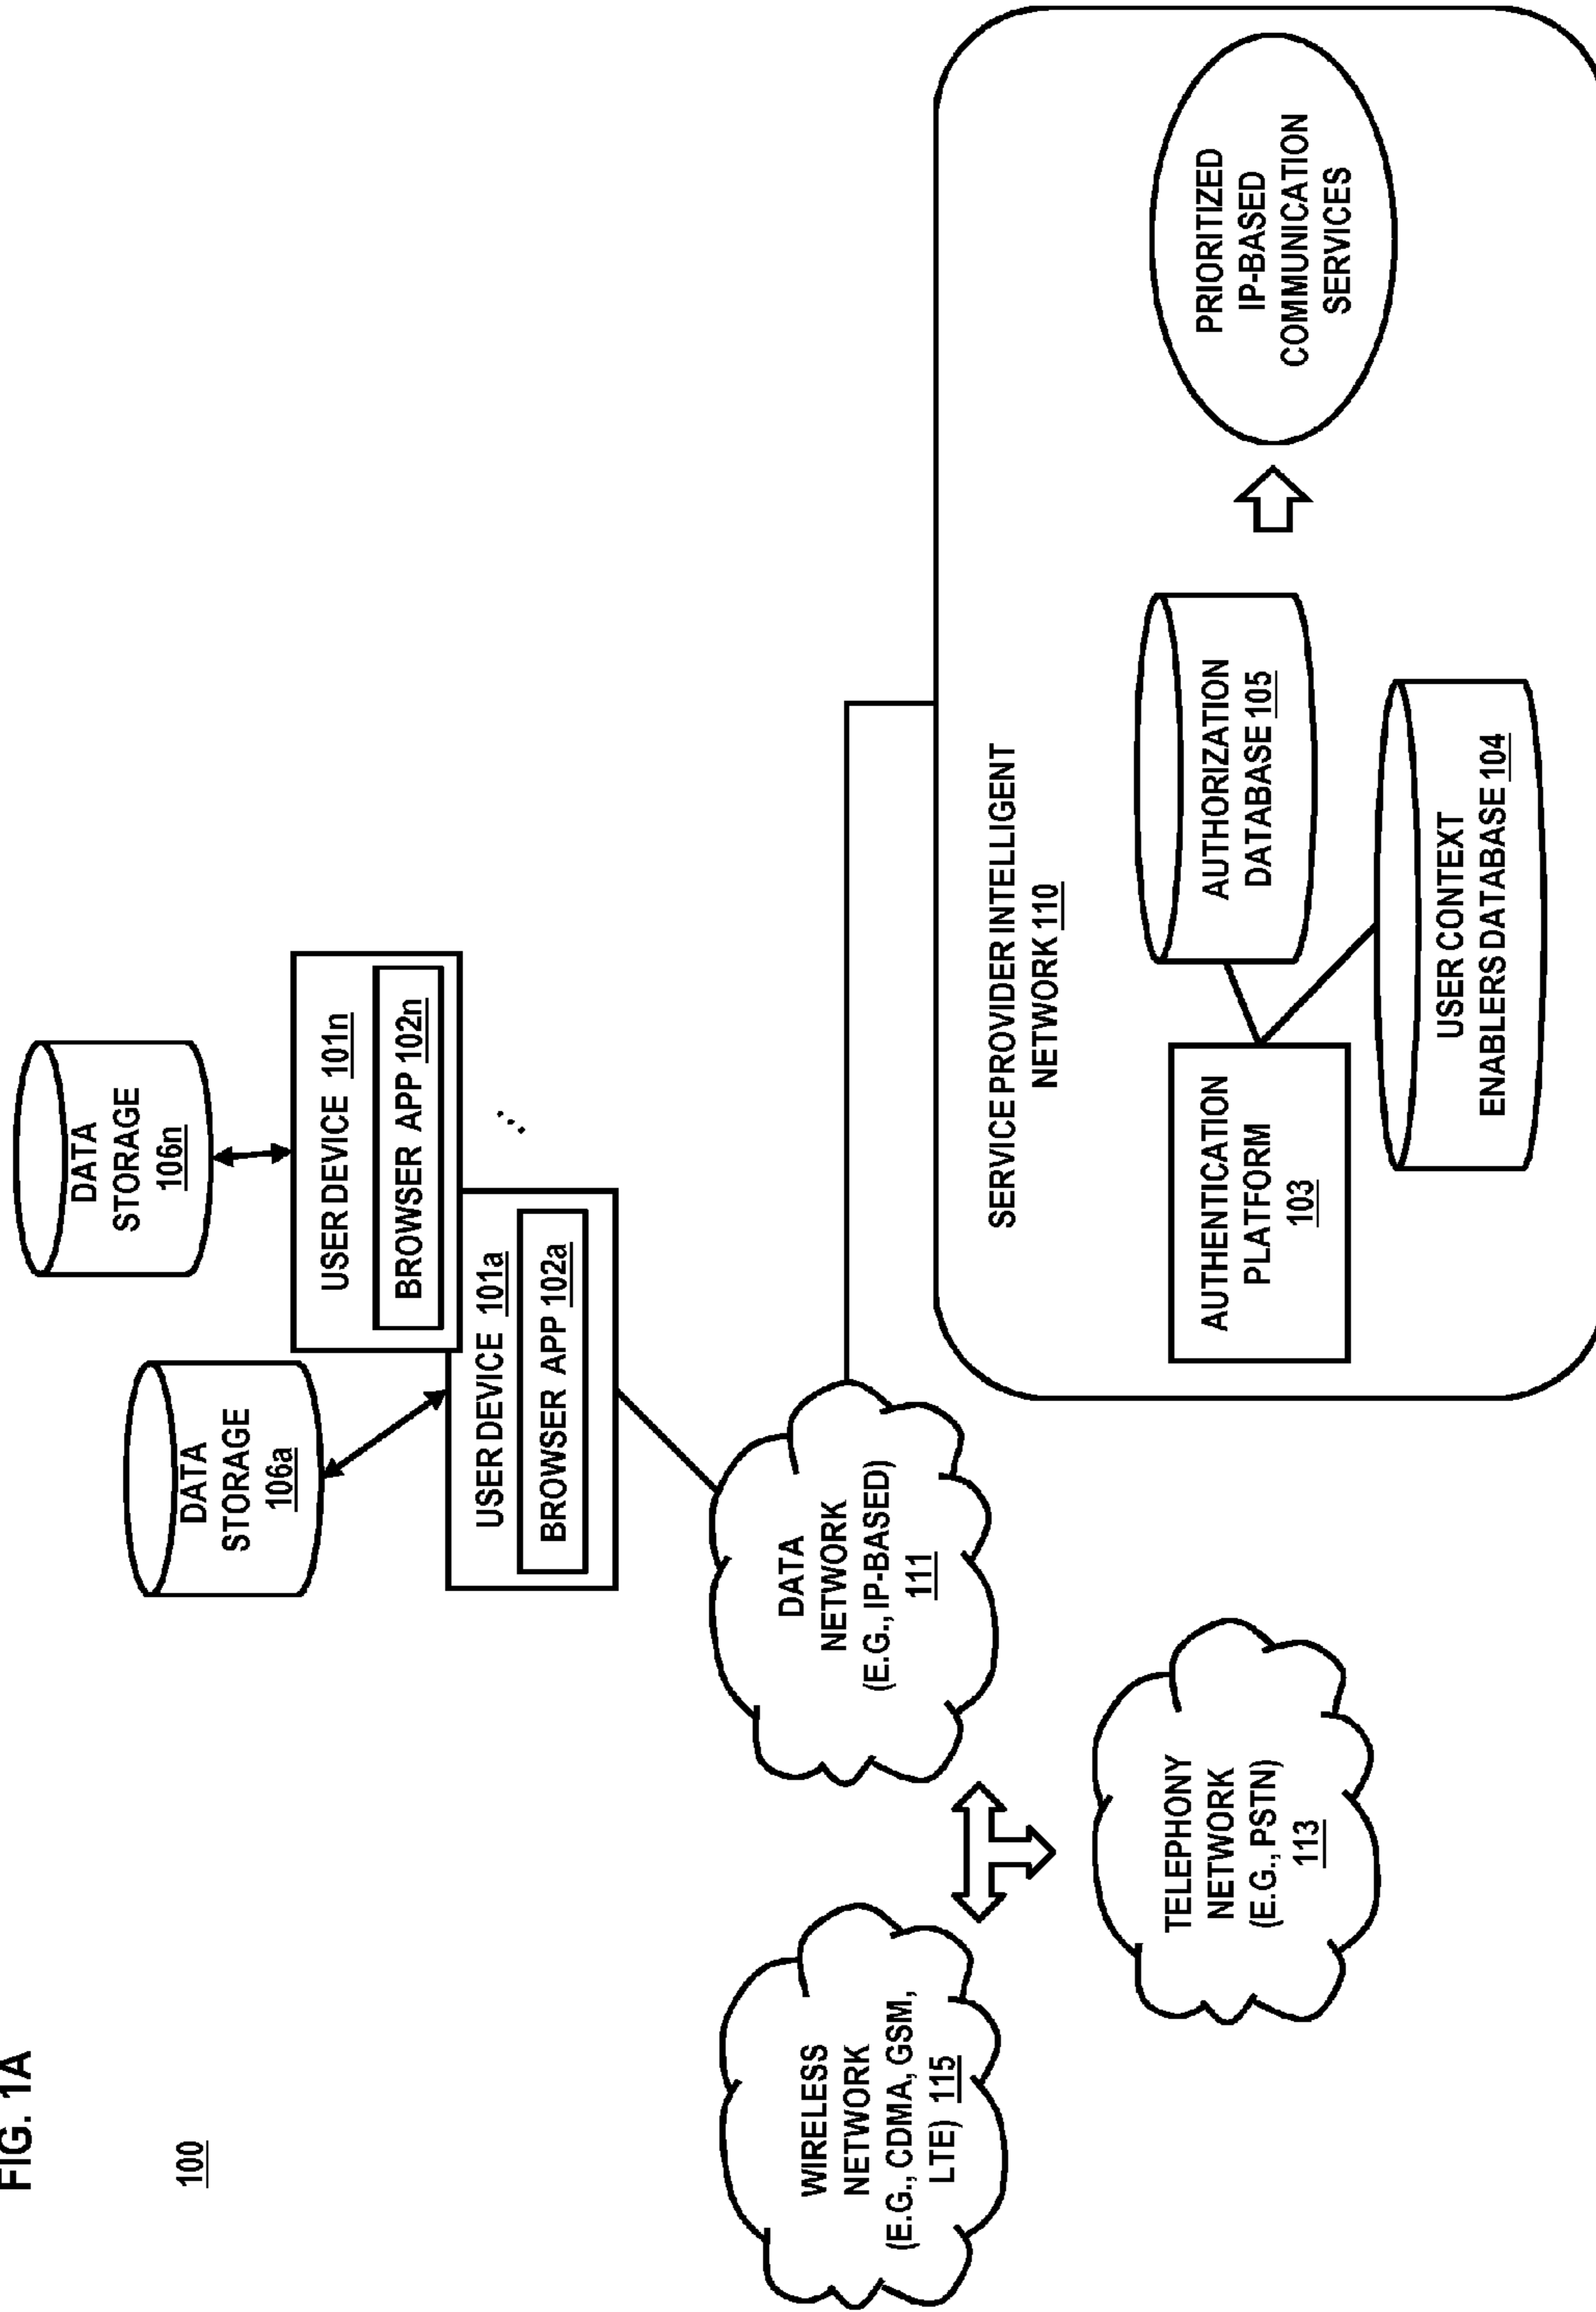 FIG. 1A
100
DATA
STORAGE
106a
DATA
STORAGE
106n
USER DEVICE 101n
BROWSER APP 102n
USER DEVICE 101a
BROWSER APP 102a
...
WIRELESS
NETWORK
(E.G., CDMA, GSM,
LTE) 115
DATA
NETWORK
(E.G., IP-BASED)
111
TELEPHONY
NETWORK
(E.G., PSTN)
113
SERVICE PROVIDER INTELLIGENT
NETWORK 110
AUTHENTICATION
PLATFORM
103
AUTHORIZATION
DATABASE 105
USER CONTEXT
ENABLERS DATABASE 104
PRIORITIZED
IP-BASED
COMMUNICATION
SERVICES